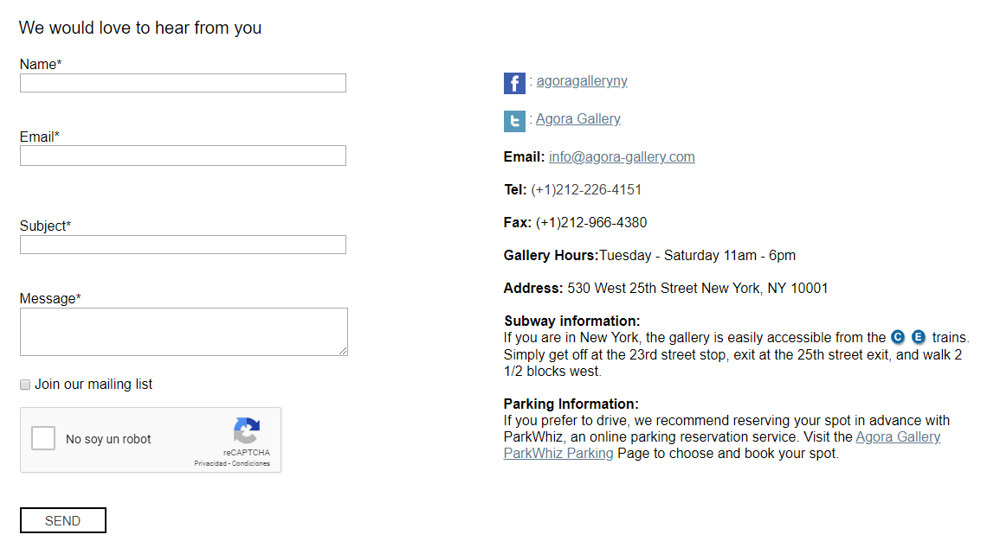 We would love to hear from you
Name*
Email*
Subject*
Message*
Join our mailing list
No soy un robot
reCAPTCHA
Privacidad - Condiciones
SEND
f : agoragalleryny
t : Agora Gallery
Email: info@agora-gallery.com
Tel: (+1)212-226-4151
Fax: (+1)212-966-4380
Gallery Hours:Tuesday - Saturday 11am - 6pm
Address: 530 West 25th Street New York, NY 10001
Subway information:
If you are in New York, the gallery is easily accessible from the C E trains.
Simply get off at the 23rd street stop, exit at the 25th street exit, and walk 2
1/2 blocks west.
Parking Information:
If you prefer to drive, we recommend reserving your spot in advance with
ParkWhiz, an online parking reservation service. Visit the Agora Gallery
ParkWhiz Parking Page to choose and book your spot.